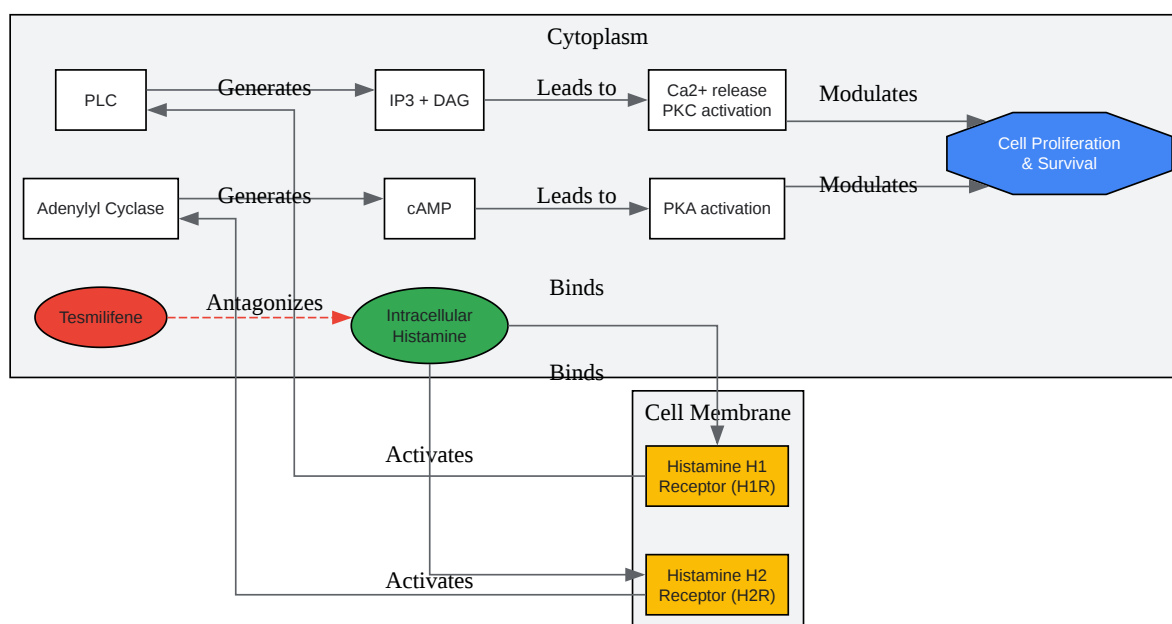 Cytoplasm
PLC
Generates
IP3 + DAG
Leads to
Ca2+ release
PKC activation
Modulates
Cell Proliferation
& Survival
Adenylyl Cyclase
Generates
cAMP
Leads to
PKA activation
Modulates
Tesmilifene
Antagonizes
Intracellular
Histamine
Binds
Binds
Cell Membrane
Activates
Histamine H1
Receptor (H1R)
Activates
Histamine H2
Receptor (H2R)